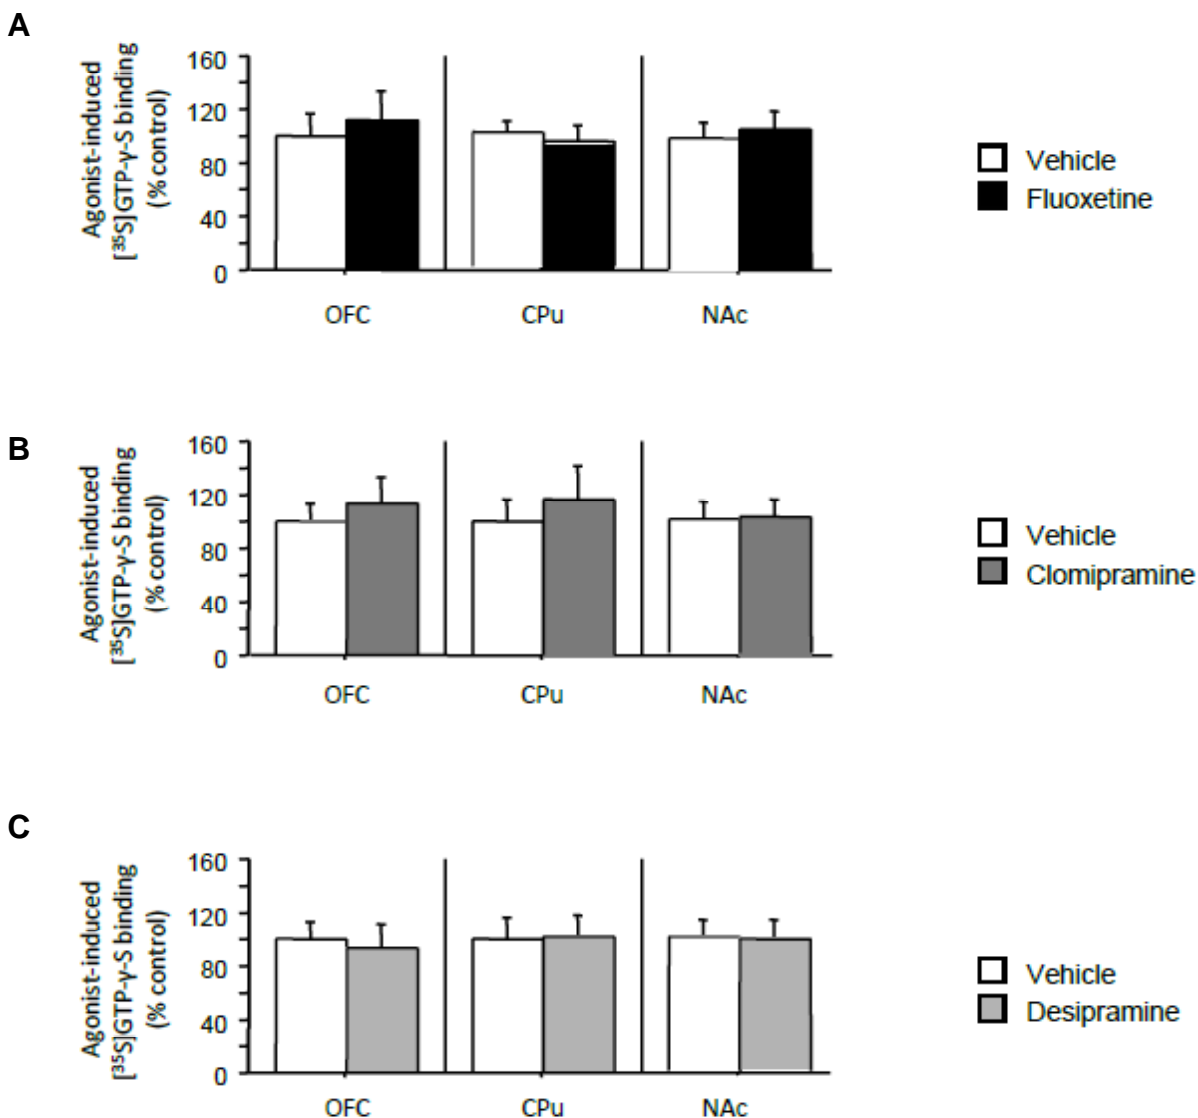 A
Agonist-induced
[³⁵S]GTP-γ-S binding
(% control)
160
120
80
40
0
OFC CPu NAc
Vehicle
Fluoxetine
B
Agonist-induced
[³⁵S]GTP-γ-S binding
(% control)
160
120
80
40
0
OFC CPu NAc
Vehicle
Clomipramine
C
Agonist-induced
[³⁵S]GTP-γ-S binding
(% control)
160
120
80
40
0
OFC CPu NAc
Vehicle
Desipramine